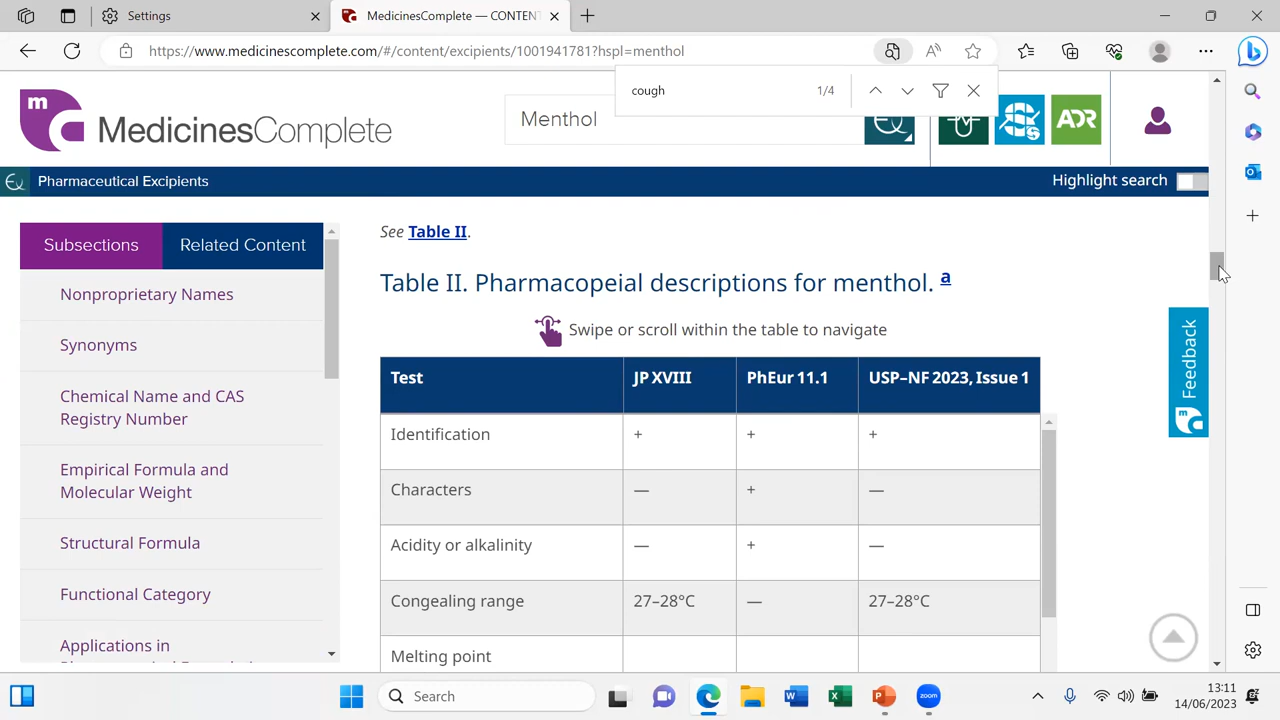 Settings
MedicinesComplete — CONTENT
https://www.medicinescomplete.com/#/content/excipients/1001941781?hspl=menthol
cough
1/4
m
MedicinesComplete
Menthol
ADR
Pharmaceutical Excipients
Highlight search
Subsections
Related Content
Nonproprietary Names
Synonyms
Chemical Name and CAS
Registry Number
Empirical Formula and
Molecular Weight
Structural Formula
Functional Category
Applications in
See Table II.
Table II. Pharmacopeial descriptions for menthol. a
Swipe or scroll within the table to navigate
Test JP XVIII PhEur 11.1 USP–NF 2023, Issue 1
Identification + + +
Characters — + —
Acidity or alkalinity — + —
Congealing range 27–28°C — 27–28°C
Melting point
Feedback
Search
13:11
14/06/2023